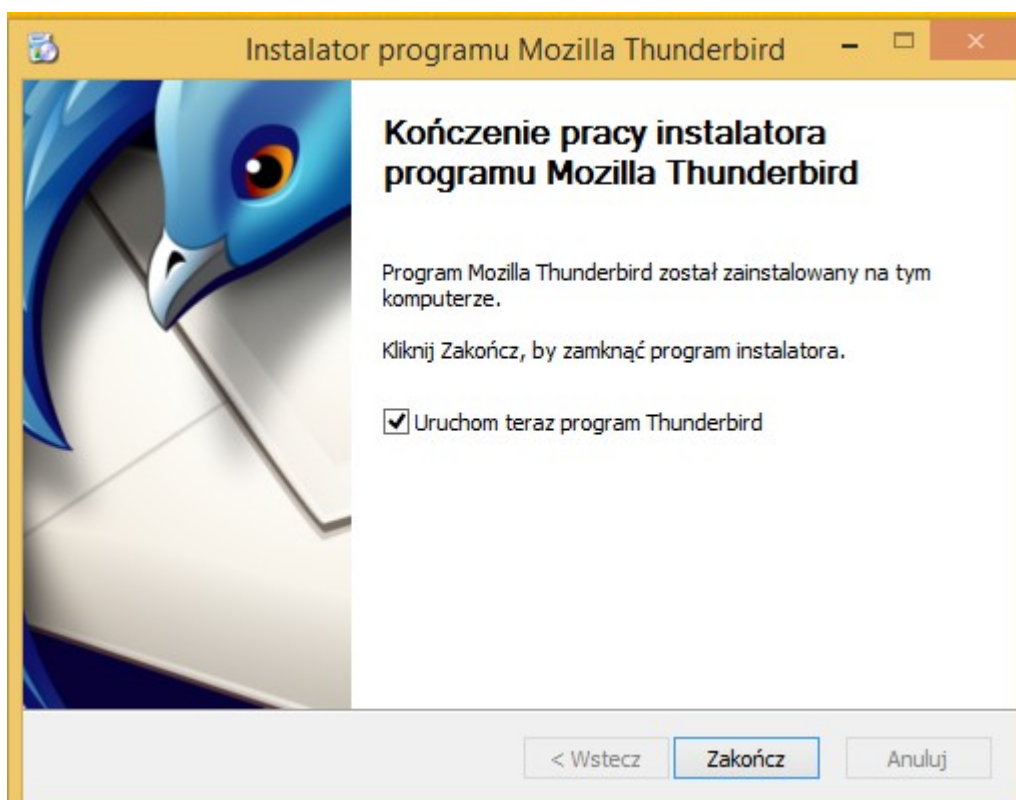 Instalator programu Mozilla Thunderbird
Kończenie pracy instalatora
programu Mozilla Thunderbird
Program Mozilla Thunderbird został zainstalowany na tym
komputerze.
Kliknij Zakończ, by zamknąć program instalatora.
Uruchom teraz program Thunderbird
< Wstecz
Zakończ
Anuluj